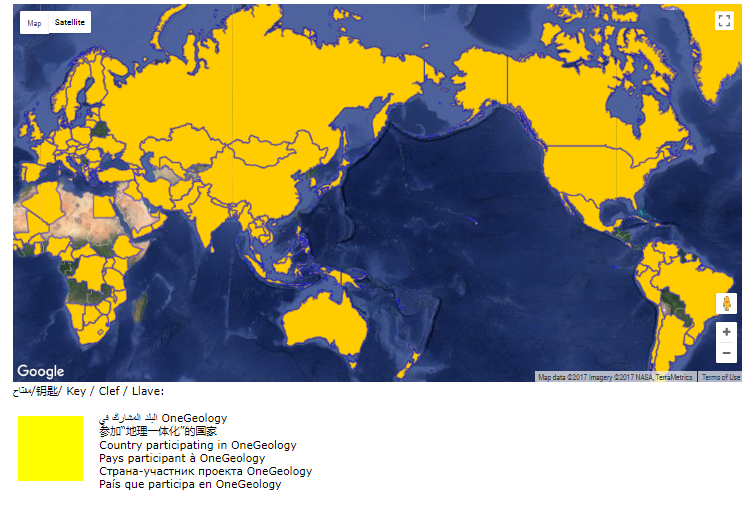 Map Satellite
Google
Map data ©2017 Imagery ©2017 NASA, TerraMetrics Terms of Use
مفتاح/钥匙/ Key / Clef / Llave:
البلد المشارك في OneGeology
参加“地理一体化”的国家
Country participating in OneGeology
Pays participant à OneGeology
Страна-участник проекта OneGeology
País que participa en OneGeology